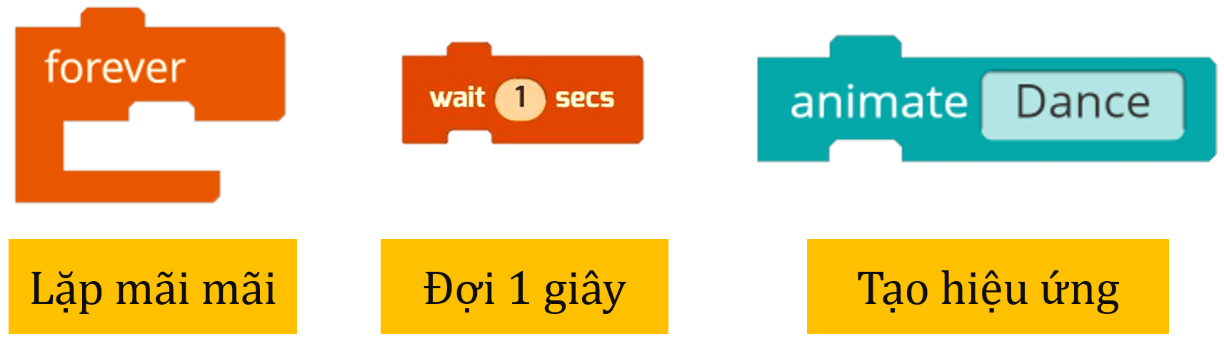 forever
wait 1 secs
animate Dance
Lặp mãi mãi
Đợi 1 giây
Tạo hiệu ứng